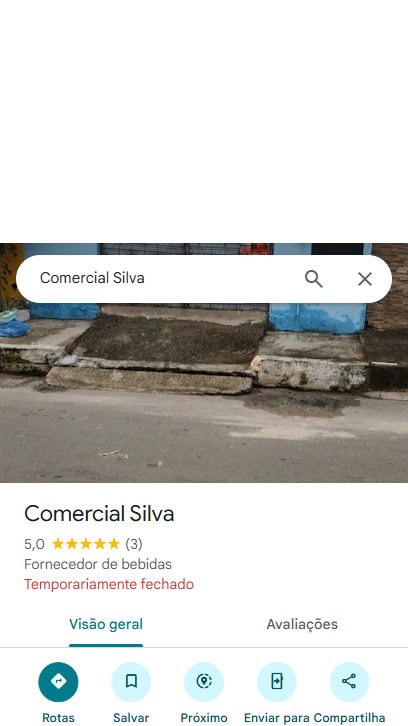 Comercial Silva
Comercial Silva
5,0 (3)
Fornecedor de bebidas
Temporariamente fechado
Visão geral Avaliações
Rotas Salvar Próximo Enviar para Compartilha